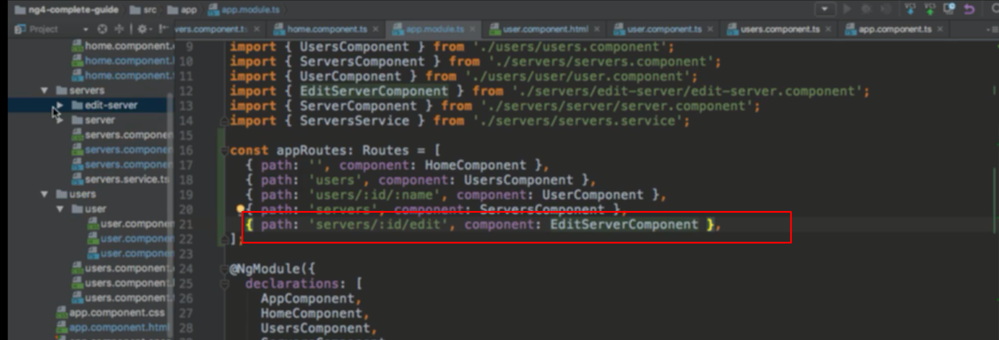 ng4-complete-guide src app app.module.ts
Project
vers.component.ts home.component.ts app.module.ts user.component.html user.component.ts users.component.ts app.component.ts
home.component.
home.component.
home.component.
servers
edit-server
server
servers.componen
servers.componen
servers.componen
servers.service.ts
users
user
user.componen
user.componen
user.componen
users.component.
users.component.
users.component.
app.component.css
app.component.html
9 import { UsersComponent } from './users/users.component';
10 import { ServersComponent } from './servers/servers.component';
11 import { UserComponent } from './users/user/user.component';
12 import { EditServerComponent } from './servers/edit-server/edit-server.component';
13 import { ServerComponent } from './servers/server/server.component';
14 import { ServersService } from './servers/servers.service';
15
16 const appRoutes: Routes = [
17 { path: '', component: HomeComponent },
18 { path: 'users', component: UsersComponent },
19 { path: 'users/:id/:name', component: UserComponent },
20 { path: 'servers', component: ServersComponent },
21 { path: 'servers/:id/edit', component: EditServerComponent },
22 ];
23
24 @NgModule({
25 declarations: [
26 AppComponent,
27 HomeComponent,
28 UsersComponent,